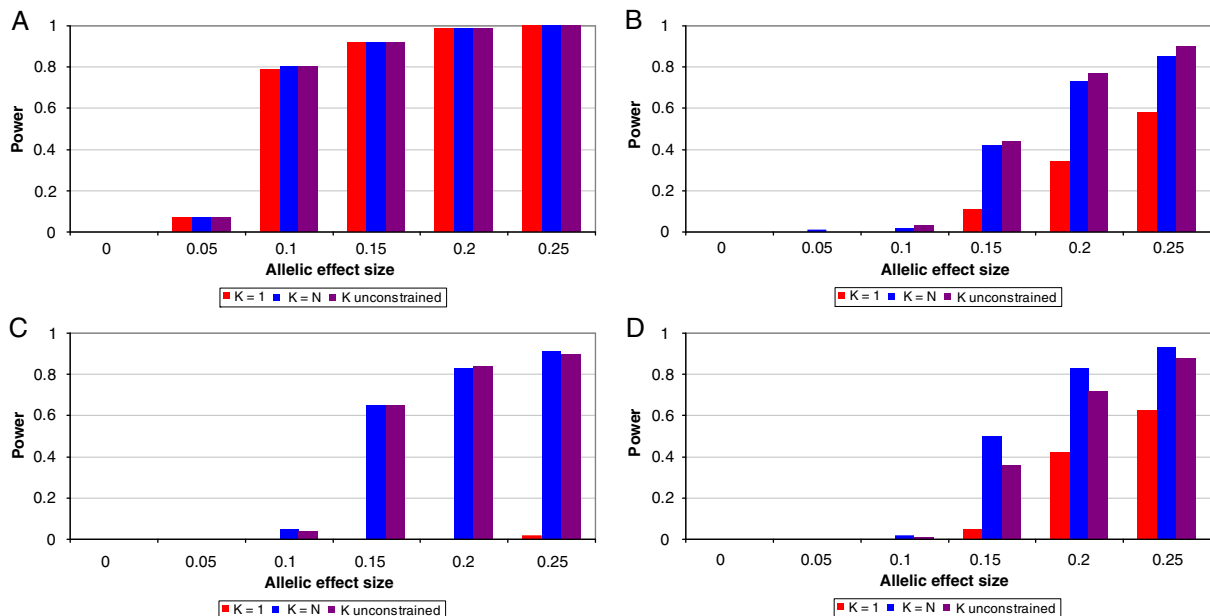 A
1
0.8
0.6
0.4
0.2
0
Power
0 0.05 0.1 0.15 0.2 0.25
Allelic effect size
K = 1 K = N K unconstrained
B
1
0.8
0.6
0.4
0.2
0
Power
0 0.05 0.1 0.15 0.2 0.25
Allelic effect size
K = 1 K = N K unconstrained
C
1
0.8
0.6
0.4
0.2
0
Power
0 0.05 0.1 0.15 0.2 0.25
Allelic effect size
K = 1 K = N K unconstrained
D
1
0.8
0.6
0.4
0.2
0
Power
0 0.05 0.1 0.15 0.2 0.25
Allelic effect size
K = 1 K = N K unconstrained